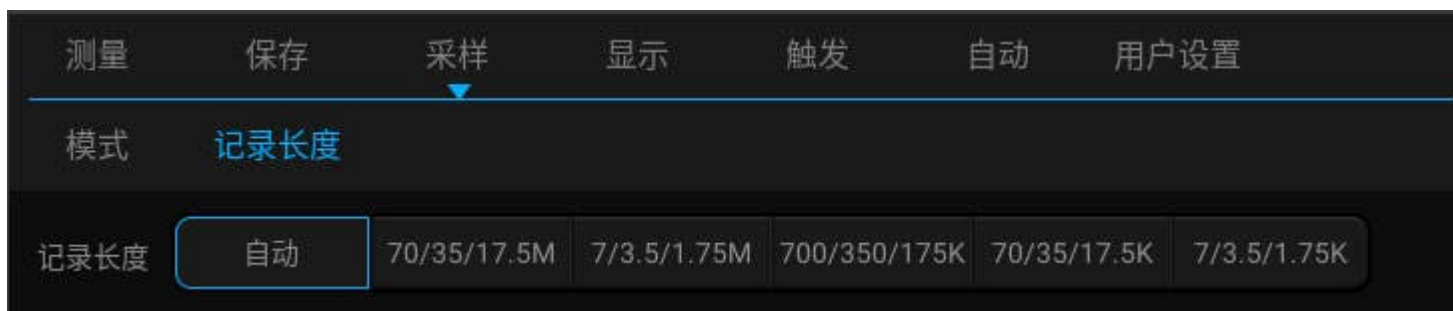 测量 保存 采样 显示 触发 自动 用户设置
模式 记录长度
记录长度 自动 70/35/17.5M 7/3.5/1.75M 700/350/175K 70/35/17.5K 7/3.5/1.75K